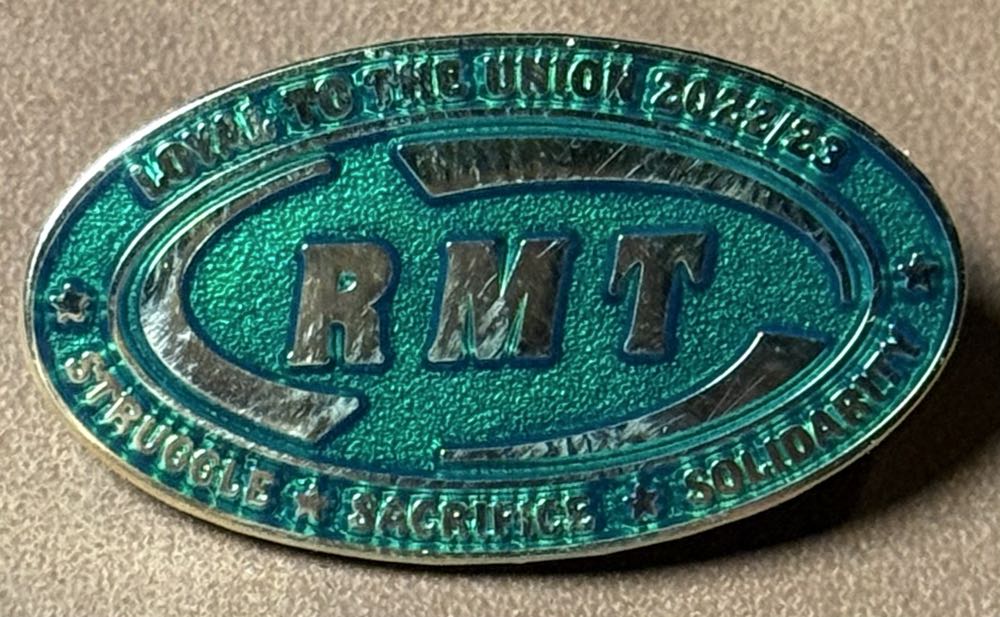 LOYAL TO THE UNION 2022/23
RMT
STRUGGLE ★ SACRIFICE ★ SOLIDARITY